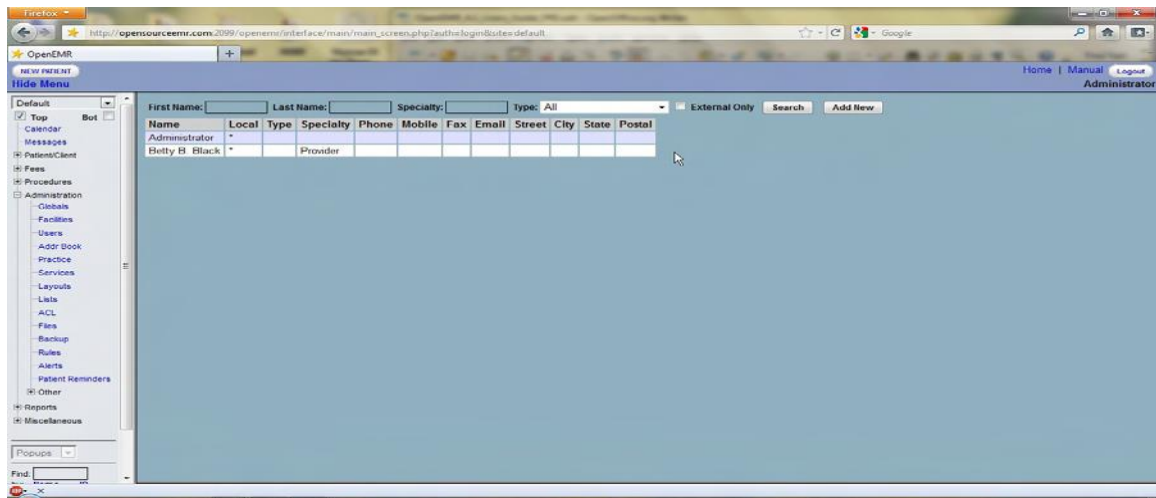 Firefox
http://opensourceemr.com:2099/openemr/interface/main/main_screen.php?auth=login&site=default
Google
OpenEMR
+
NEW PATIENT
Home | Manual Logout
Hide Menu
Administrator
Default
Top Bot
Calendar
Messages
Patient/Client
Fees
Procedures
Administration
Globals
Facilities
Users
Addr Book
Practice
Services
Layouts
Lists
ACL
Files
Backup
Rules
Alerts
Patient Reminders
Other
Reports
Miscellaneous
Popups
Find:
First Name: Last Name: Specialty: Type: All External Only Search Add New
Name Local Type Specialty Phone Mobile Fax Email Street City State Postal
Administrator *
Betty B. Black * Provider